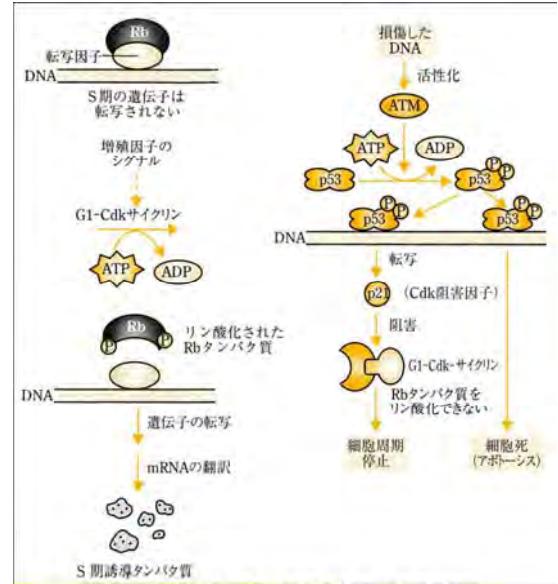 Rb
転写因子
DNA
S期の遺伝子は
転写されない
増殖因子の
シグナル
G1-Cdkサイクリン
ATP
ADP
Rb
P
P
リン酸化された
Rbタンパク質
DNA
遺伝子の転写
mRNAの翻訳
S期誘導タンパク質
損傷した
DNA
活性化
ATM
ATP
ADP
p53
p53
P
P
p53
P
P
p53
P
P
DNA
転写
p21
(Cdk阻害因子)
阻害
G1-Cdk-サイクリン
Rbタンパク質を
リン酸化できない
細胞周期
停止
細胞死
(アポトーシス)